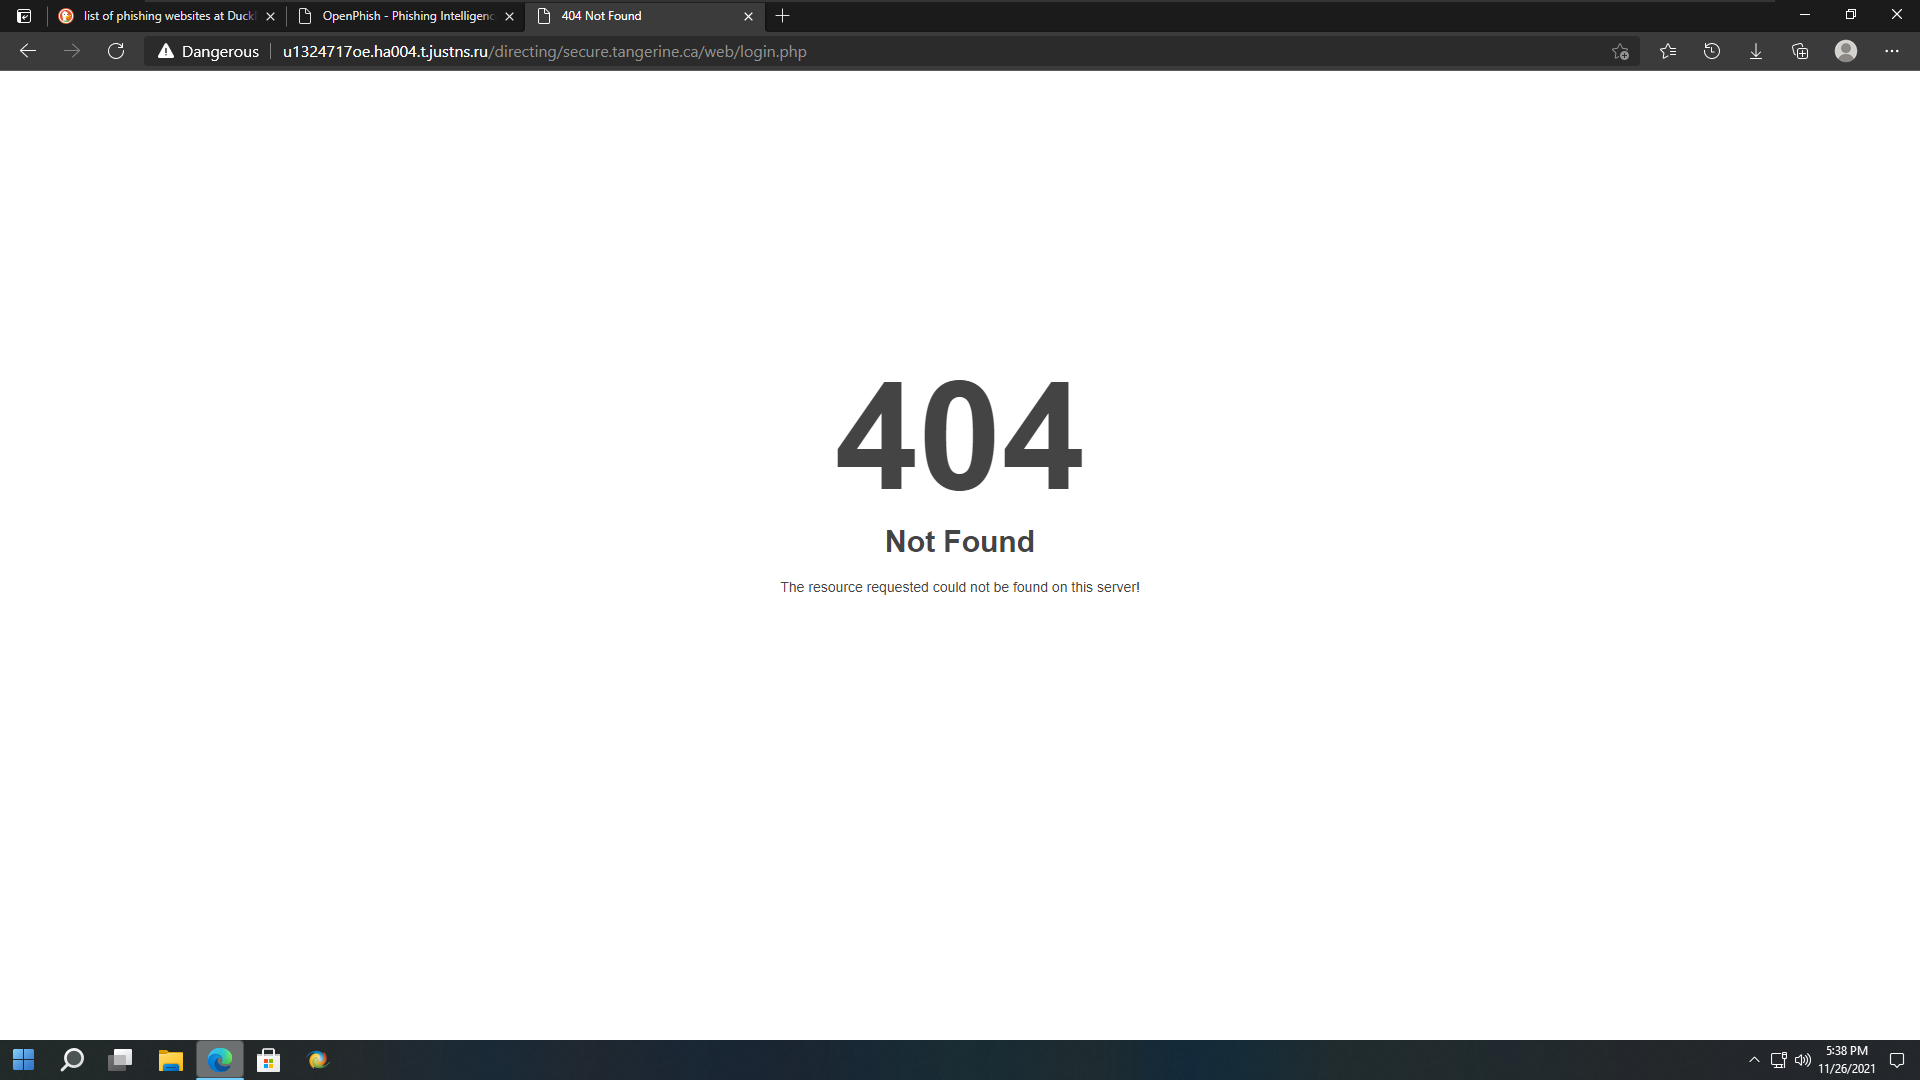 list of phishing websites at Duck
OpenPhish - Phishing Intelligenc
404 Not Found
Dangerous
u1324717oe.ha004.t.justns.ru/directing/secure.tangerine.ca/web/login.php
404
Not Found
The resource requested could not be found on this server!
5:38 PM
11/26/2021